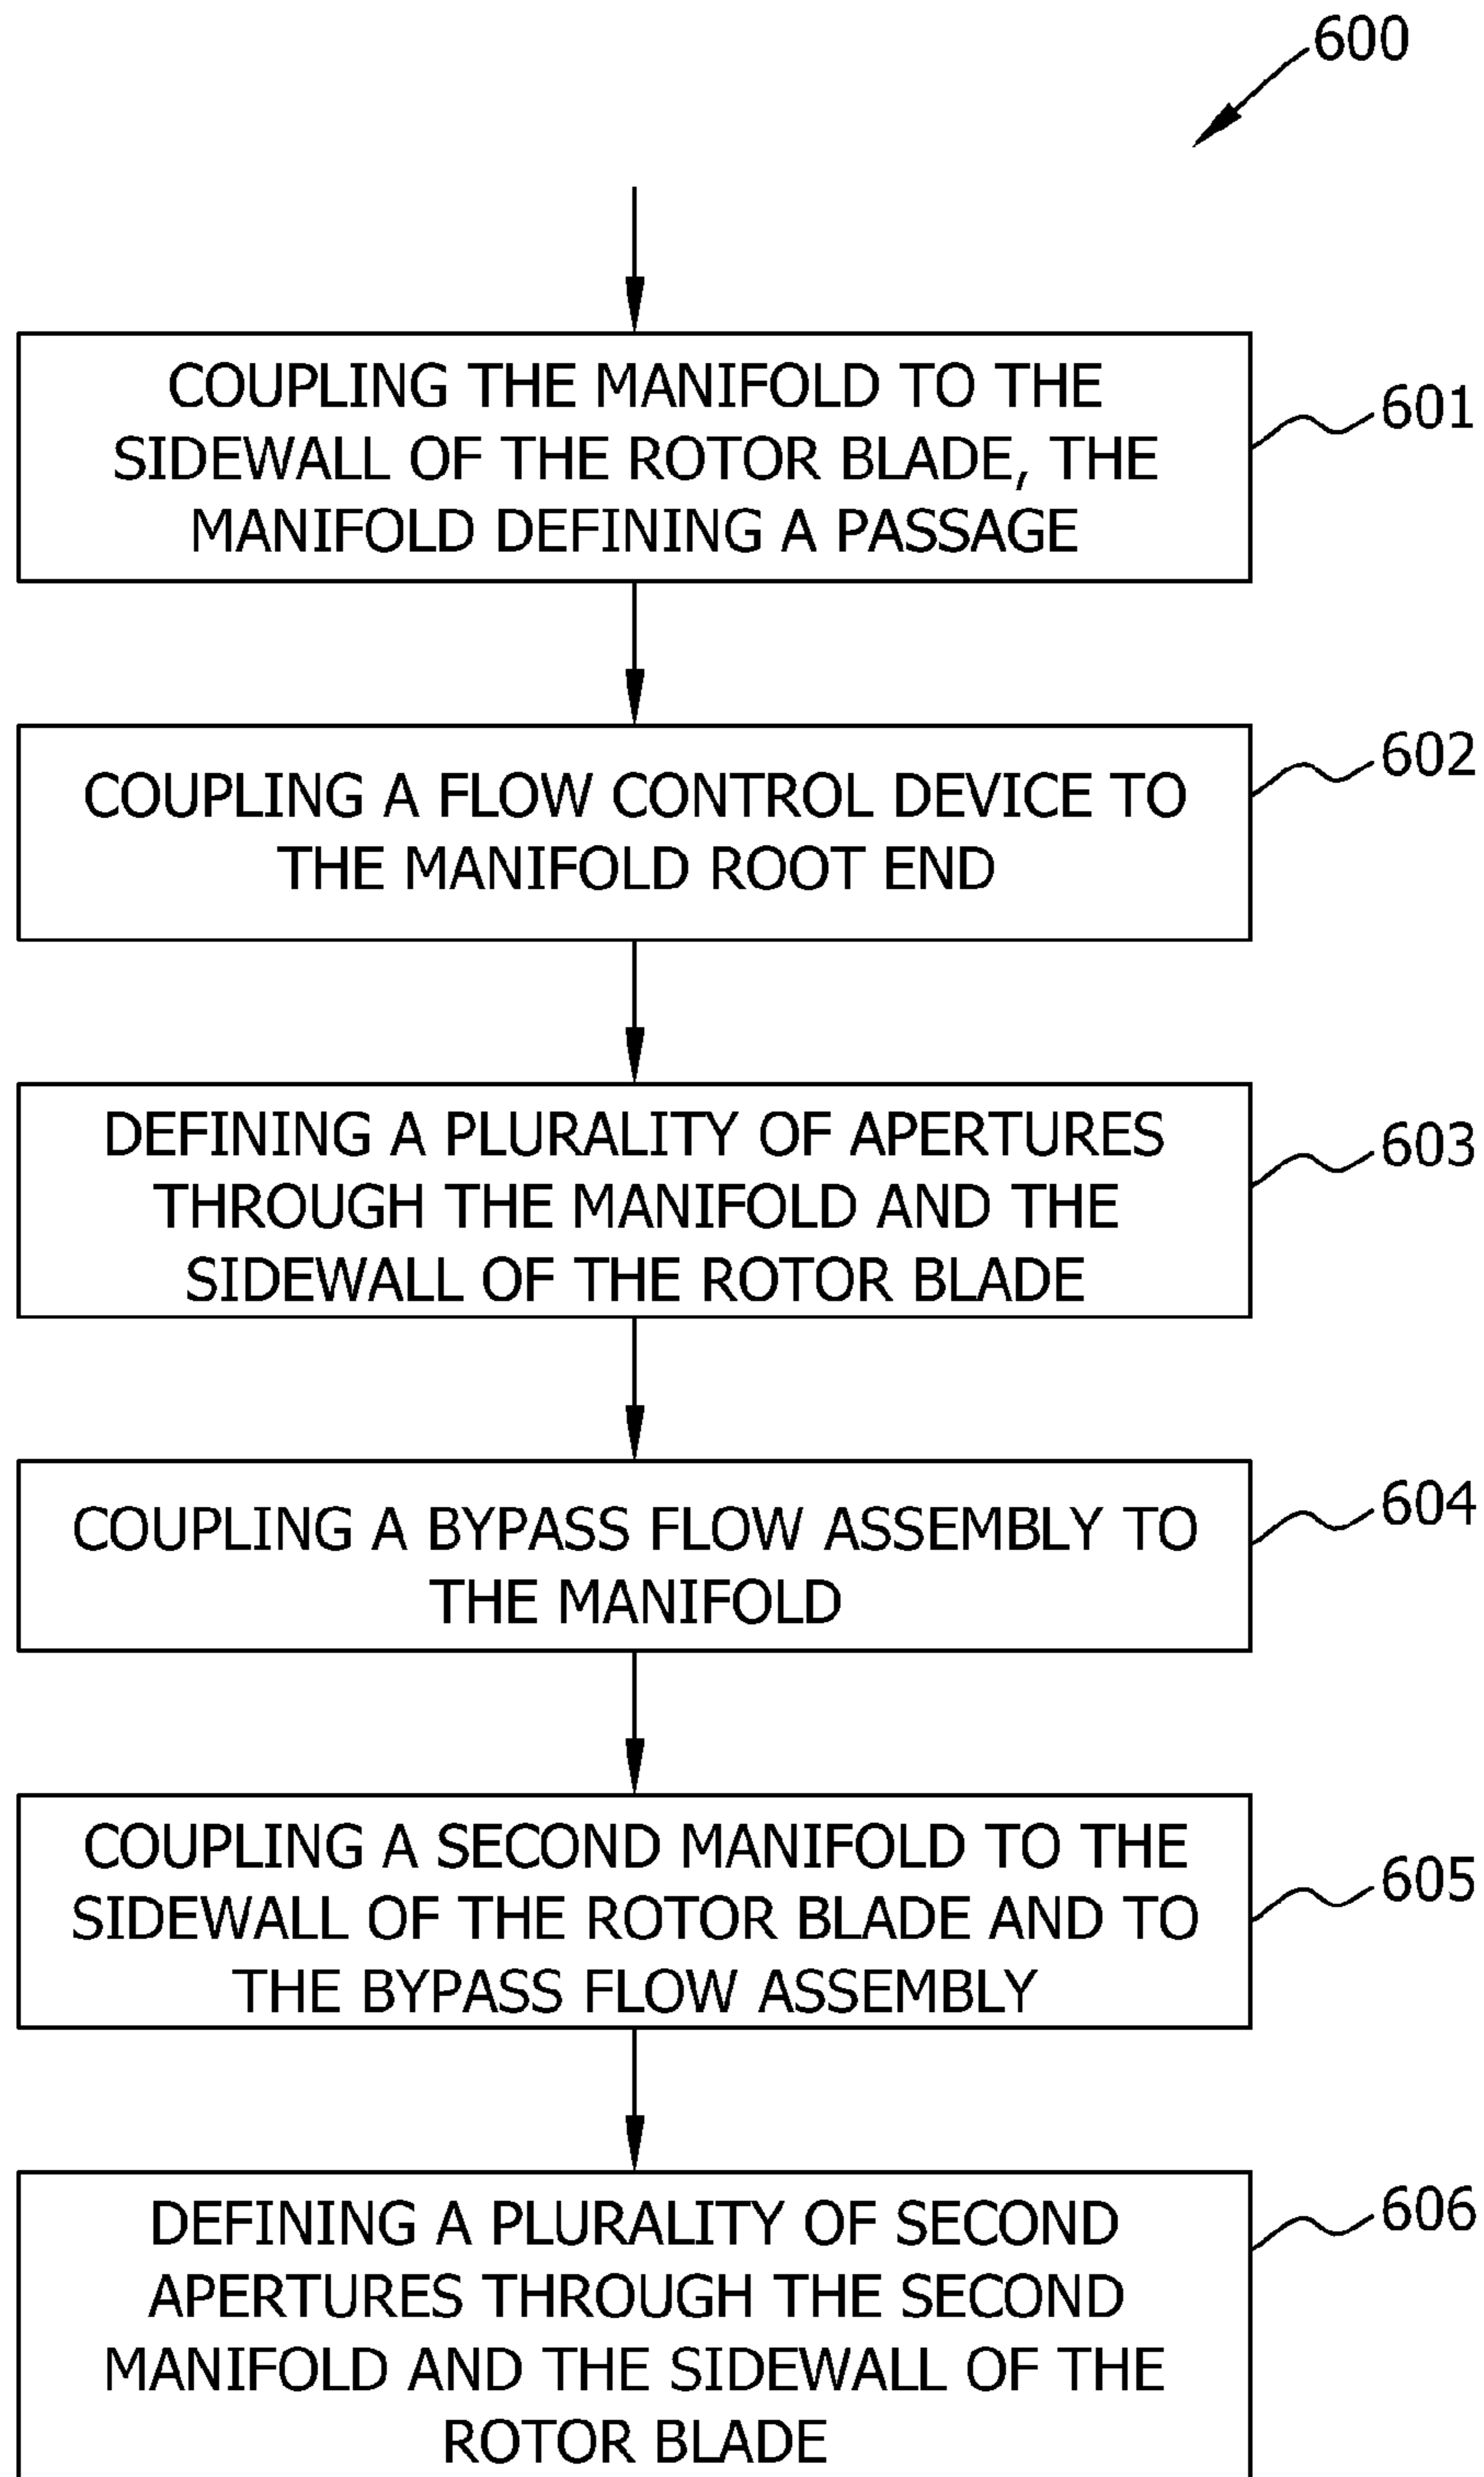 600
COUPLING THE MANIFOLD TO THE
SIDEWALL OF THE ROTOR BLADE, THE
MANIFOLD DEFINING A PASSAGE
601
COUPLING A FLOW CONTROL DEVICE TO
THE MANIFOLD ROOT END
602
DEFINING A PLURALITY OF APERTURES
THROUGH THE MANIFOLD AND THE
SIDEWALL OF THE ROTOR BLADE
603
COUPLING A BYPASS FLOW ASSEMBLY TO
THE MANIFOLD
604
COUPLING A SECOND MANIFOLD TO THE
SIDEWALL OF THE ROTOR BLADE AND TO
THE BYPASS FLOW ASSEMBLY
605
DEFINING A PLURALITY OF SECOND
APERTURES THROUGH THE SECOND
MANIFOLD AND THE SIDEWALL OF THE
ROTOR BLADE
606